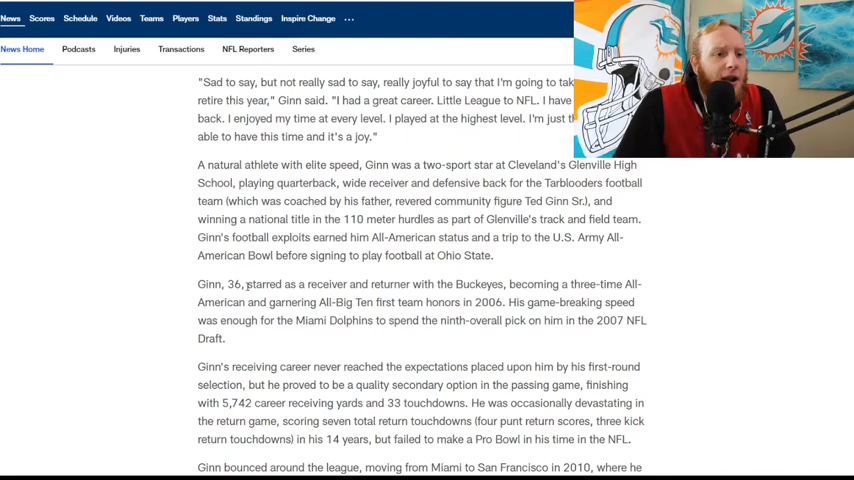 News Scores Schedule Videos Teams Players Stats Standings Inspire Change ...
News Home Podcasts Injuries Transactions NFL Reporters Series
"Sad to say, but not really sad to say, really joyful to say that I'm going to
retire this year," Ginn said. "I had a great career. Little League to NFL. I have
back. I enjoyed my time at every level. I played at the highest level. I'm just
able to have this time and it's a joy."
A natural athlete with elite speed, Ginn was a two-sport star at Cleveland's Glenville High
School, playing quarterback, wide receiver and defensive back for the Tarblooders football
team (which was coached by his father, revered community figure Ted Ginn Sr.), and
winning a national title in the 110 meter hurdles as part of Glenville's track and field team.
Ginn's football exploits earned him All-American status and a trip to the U.S. Army All-
American Bowl before signing to play football at Ohio State.
Ginn, 36, starred as a receiver and returner with the Buckeyes, becoming a three-time All-
American and garnering All-Big Ten first team honors in 2006. His game-breaking speed
was enough for the Miami Dolphins to spend the ninth-overall pick on him in the 2007 NFL
Draft.
Ginn's receiving career never reached the expectations placed upon him by his first-round
selection, but he proved to be a quality secondary option in the passing game, finishing
with 5,742 career receiving yards and 33 touchdowns. He was occasionally devastating in
the return game, scoring seven total return touchdowns (four punt return scores, three kick
return touchdowns) in his 14 years, but failed to make a Pro Bowl in his time in the NFL.
Ginn bounced around the league, moving from Miami to San Francisco in 2010, where he